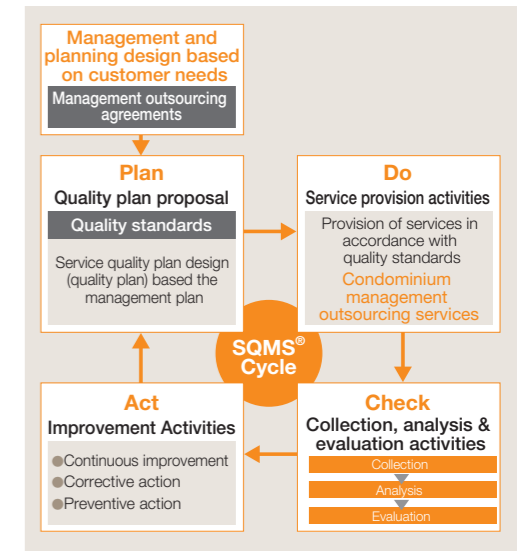 Management and
planning design based
on customer needs
Management outsourcing
agreements
Plan
Quality plan proposal
Quality standards
Service quality plan design
(quality plan) based the
management plan
Do
Service provision activities
Provision of services in
accordance with
quality standards
Condominium
management
outsourcing services
SQMS®
Cycle
Act
Improvement Activities
●Continuous improvement
●Corrective action
●Preventive action
Check
Collection, analysis &
evaluation activities
Collection
Analysis
Evaluation